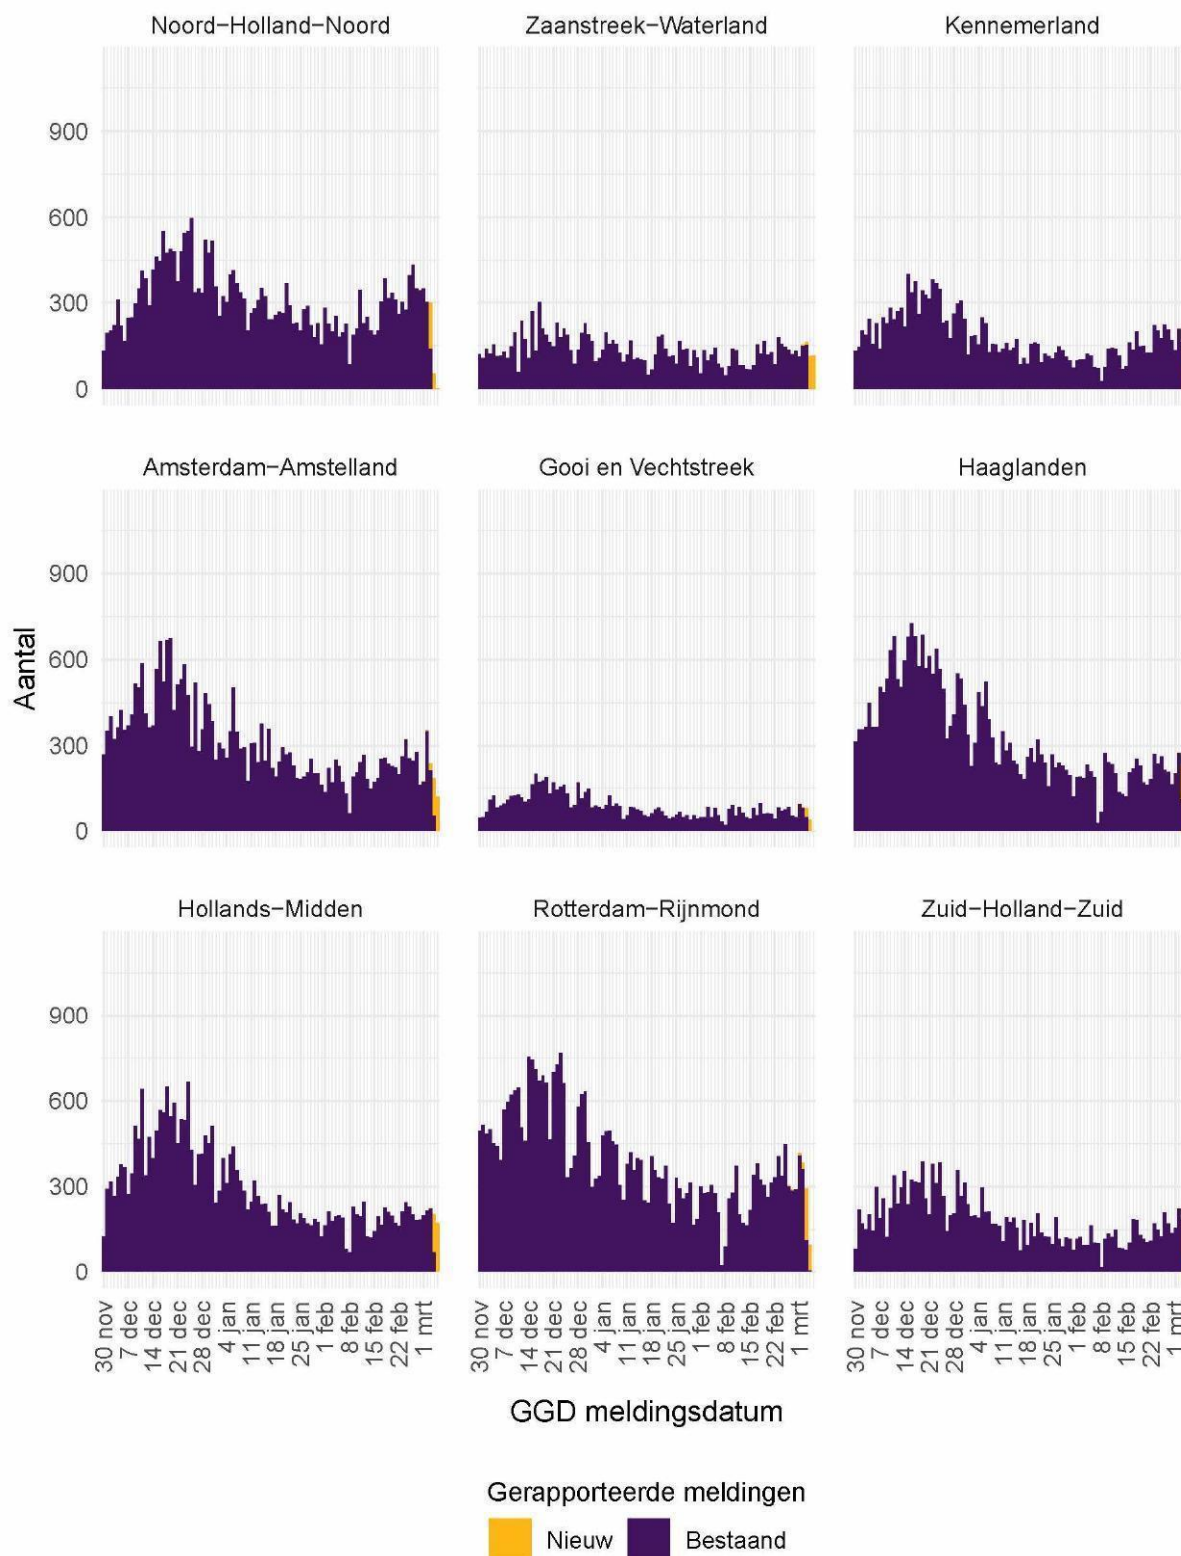 Noord-Holland-Noord
Zaanstreek-Waterland
Kennemerland
900
600
300
0
Amsterdam-Amstelland
Gooi en Vechtstreek
Haaglanden
900
600
300
0
Aantal
Hollands-Midden
Rotterdam-Rijnmond
Zuid-Holland-Zuid
900
600
300
0
30 nov
7 dec
14 dec
21 dec
28 dec
4 jan
11 jan
18 jan
25 jan
1 feb
8 feb
15 feb
22 feb
1 mrt
30 nov
7 dec
14 dec
21 dec
28 dec
4 jan
11 jan
18 jan
25 jan
1 feb
8 feb
15 feb
22 feb
1 mrt
30 nov
7 dec
14 dec
21 dec
28 dec
4 jan
11 jan
18 jan
25 jan
1 feb
8 feb
15 feb
22 feb
1 mrt
GGD meldingsdatum
Gerapporteerde meldingen
Nieuw
Bestaand